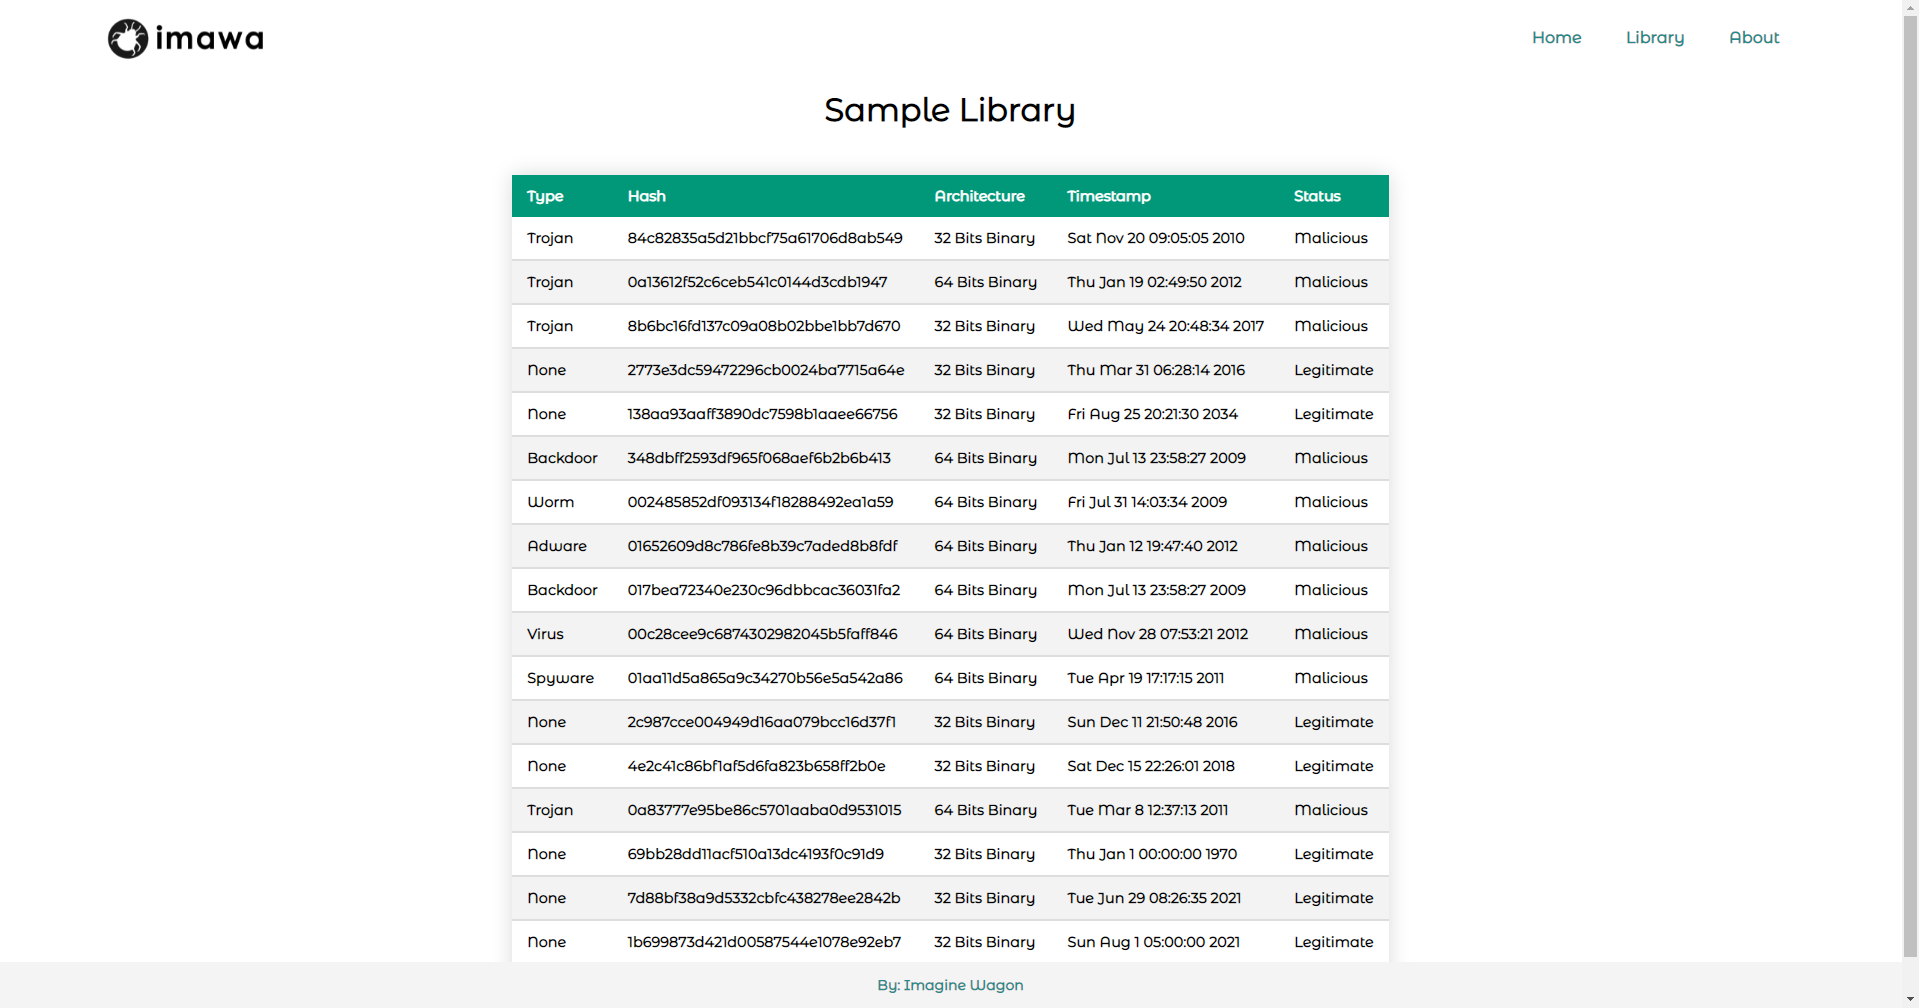 imawa
Home Library About
Sample Library
Type Hash Architecture Timestamp Status
Trojan 84c82835a5d21bbcf75a61706d8ab549 32 Bits Binary Sat Nov 20 09:05:05 2010 Malicious
Trojan 0a13612f52c6ceb541c0144d3cdb1947 64 Bits Binary Thu Jan 19 02:49:50 2012 Malicious
Trojan 8b6bc16fd137c09a08b02bbe1bb7d670 32 Bits Binary Wed May 24 20:48:34 2017 Malicious
None 2773e3dc59472296cb0024ba7715a64e 32 Bits Binary Thu Mar 31 06:28:14 2016 Legitimate
None 138aa93aaff3890dc7598b1aaee66756 32 Bits Binary Fri Aug 25 20:21:30 2034 Legitimate
Backdoor 348dbff2593df965f068aef6b2b6b413 64 Bits Binary Mon Jul 13 23:58:27 2009 Malicious
Worm 002485852df093134f18288492ea1a59 64 Bits Binary Fri Jul 31 14:03:34 2009 Malicious
Adware 01652609d8c786fe8b39c7aded8b8fdf 64 Bits Binary Thu Jan 12 19:47:40 2012 Malicious
Backdoor 017bea72340e230c96dbbcac36031fa2 64 Bits Binary Mon Jul 13 23:58:27 2009 Malicious
Virus 00c28cee9c6874302982045b5faff846 64 Bits Binary Wed Nov 28 07:53:21 2012 Malicious
Spyware 01aa11d5a865a9c34270b56e5a542a86 64 Bits Binary Tue Apr 19 17:17:15 2011 Malicious
None 2c987cce004949d16aa079bcc16d37f1 32 Bits Binary Sun Dec 11 21:50:48 2016 Legitimate
None 4e2c41c86bf1af5d6fa823b658ff2b0e 32 Bits Binary Sat Dec 15 22:26:01 2018 Legitimate
Trojan 0a83777e95be86c5701aaba0d9531015 64 Bits Binary Tue Mar 8 12:37:13 2011 Malicious
None 69bb28dd11acf510a13dc4193f0c91d9 32 Bits Binary Thu Jan 1 00:00:00 1970 Legitimate
None 7d88bf38a9d5332cbfc438278ee2842b 32 Bits Binary Tue Jun 29 08:26:35 2021 Legitimate
None 1b699873d421d00587544e1078e92eb7 32 Bits Binary Sun Aug 1 05:00:00 2021 Legitimate
By: Imagine Wagon